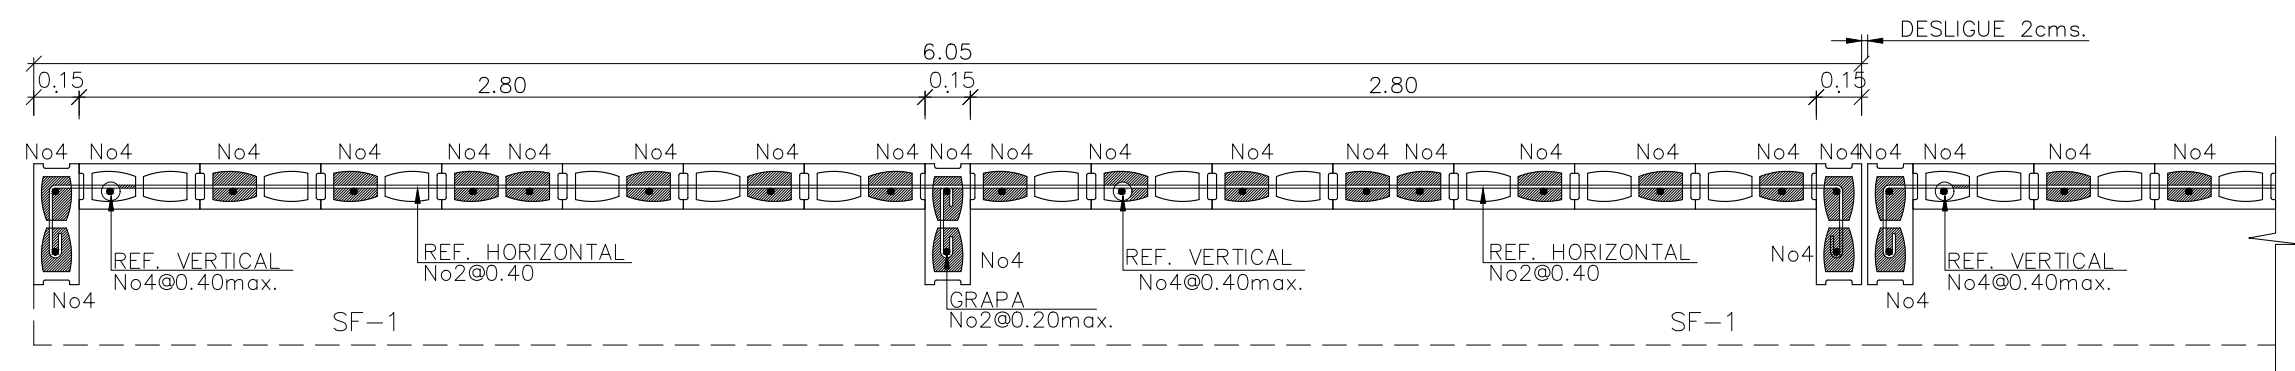 DESLIGUE 2cms.
6.05
0.15 2.80 0.15 2.80 0.15
No4 No4 No4 No4 No4 No4 No4 No4 No4 No4 No4 No4 No4 No4 No4 No4 No4 No4 No4 No4 No4 No4 No4
REF. VERTICAL
No4@0.40max.
REF. HORIZONTAL
No2@0.40
No4
REF. VERTICAL
No4@0.40max.
REF. HORIZONTAL
No2@0.40
No4
REF. VERTICAL
No4@0.40max.
No4
GRAPA
No2@0.20max.
No4
SF-1
SF-1